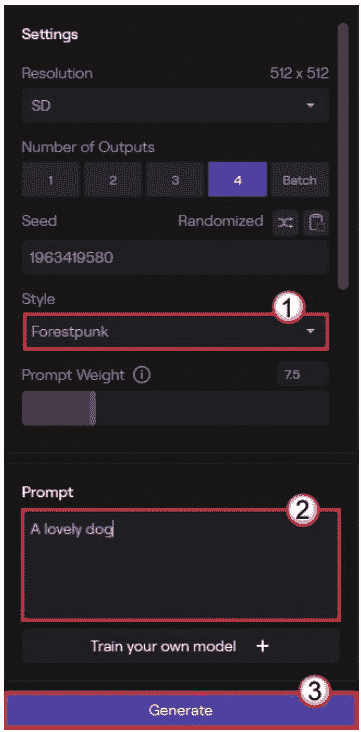 Settings
Resolution 512 x 512
SD
Number of Outputs
1 2 3 4 Batch
Seed Randomized
1963419580
Style
1
Forestpunk
Prompt Weight i 7.5
Prompt
2
A lovely dog
Train your own model +
3
Generate